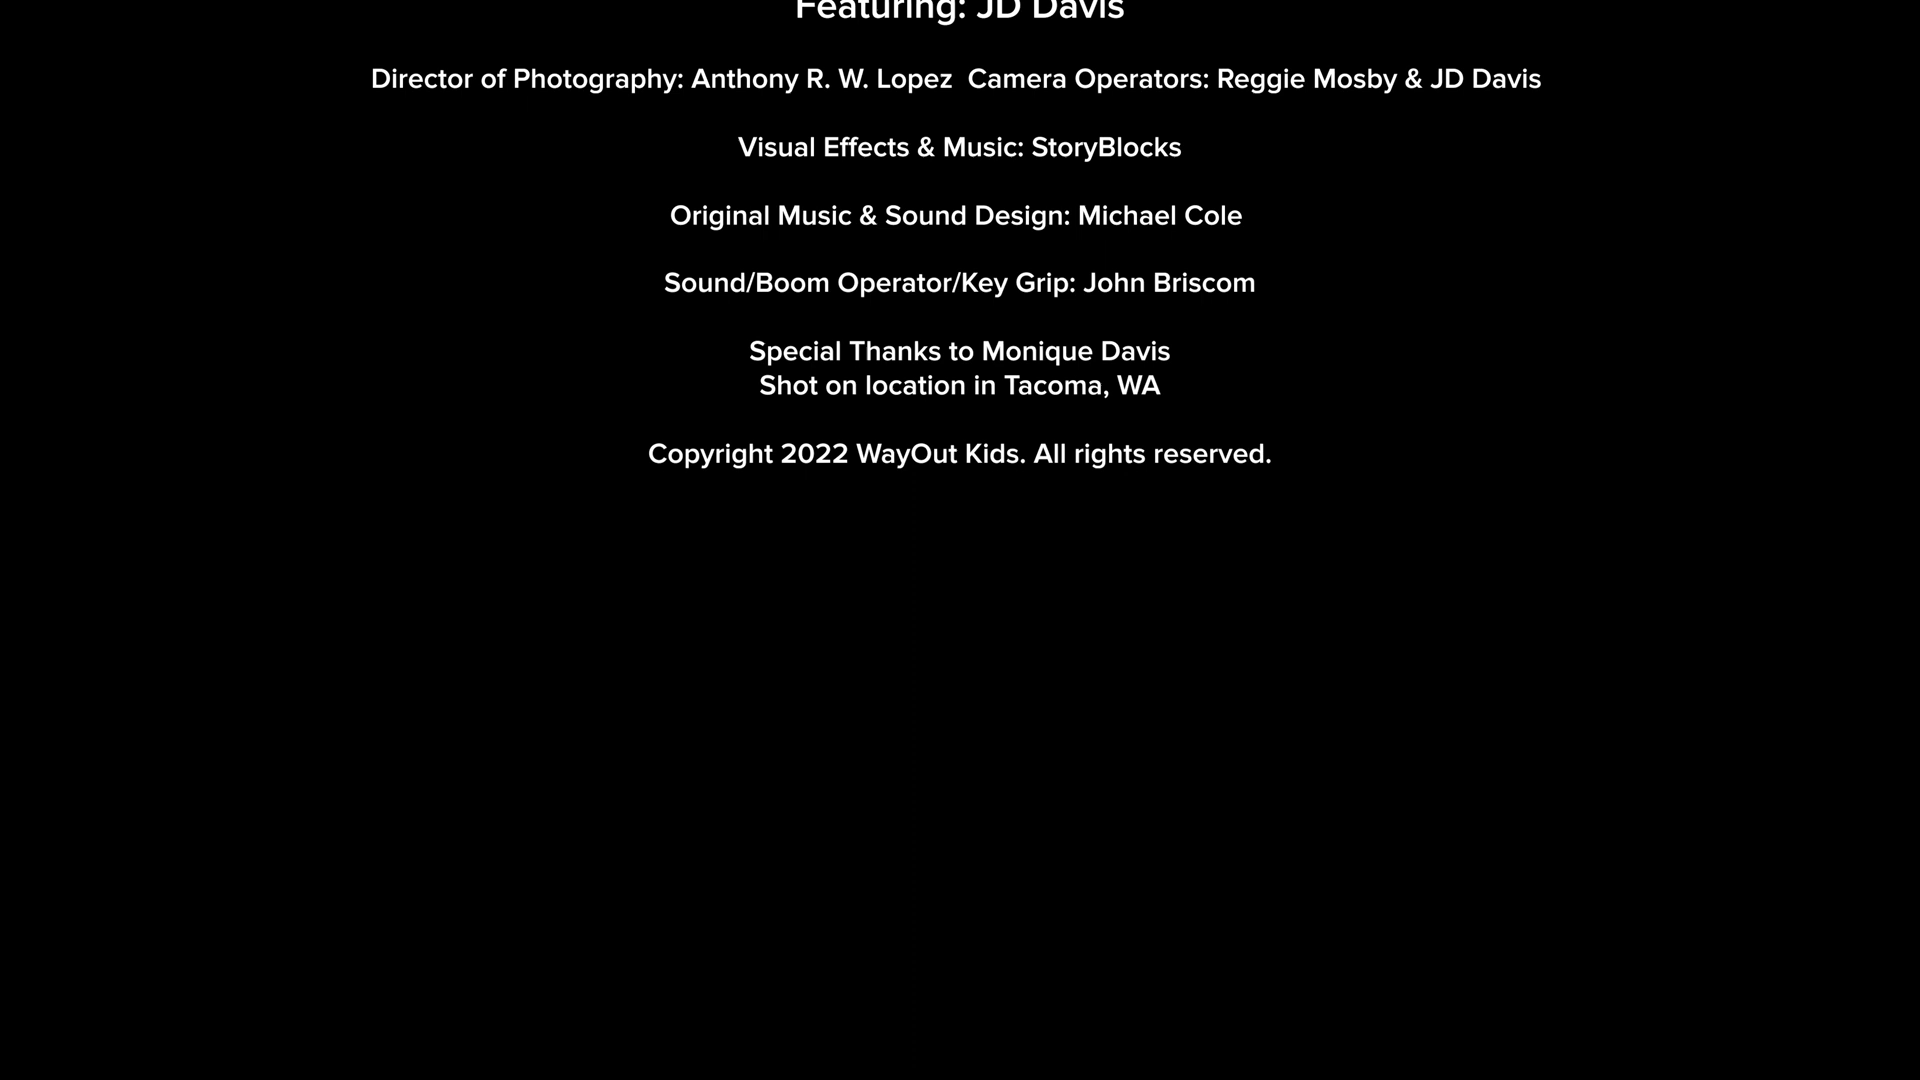 Featuring: JD Davis
Director of Photography: Anthony R. W. Lopez  Camera Operators: Reggie Mosby & JD Davis
Visual Effects & Music: StoryBlocks
Original Music & Sound Design: Michael Cole
Sound/Boom Operator/Key Grip: John Briscom
Special Thanks to Monique Davis
Shot on location in Tacoma, WA
Copyright 2022 WayOut Kids. All rights reserved.